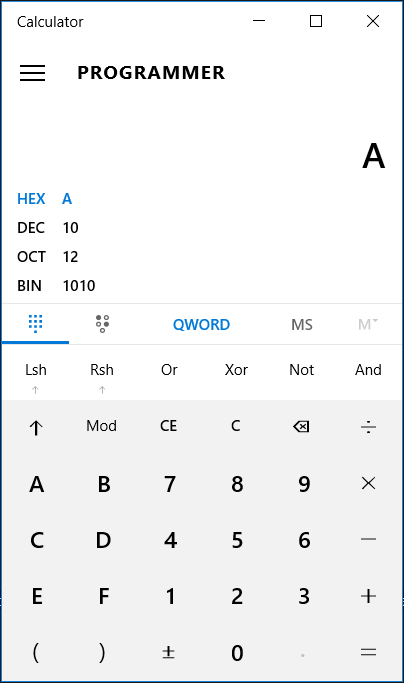 Calculator
PROGRAMMER
A
HEX A
DEC 10
OCT 12
BIN 1010
QWORD MS M
Lsh Rsh Or Xor Not And
↑ ↑
↑ Mod CE C ⌫ ÷
A B 7 8 9 ×
C D 4 5 6 −
E F 1 2 3 +
( ) ± 0 . =